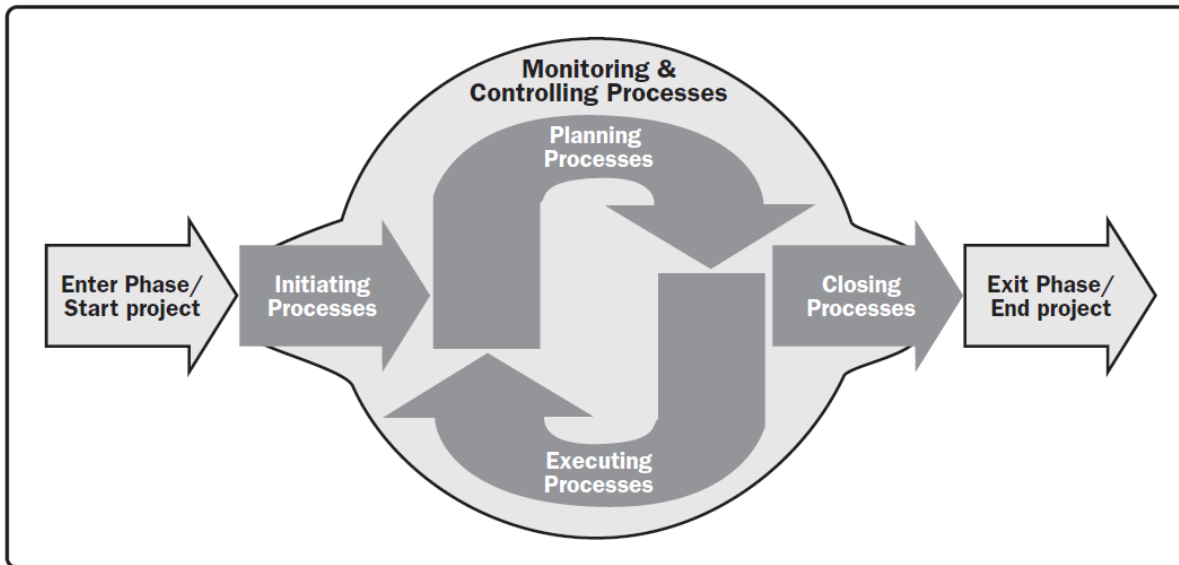 Monitoring &
Controlling Processes
Planning
Processes
Enter Phase/
Start project
Initiating
Processes
Closing
Processes
Exit Phase/
End project
Executing
Processes